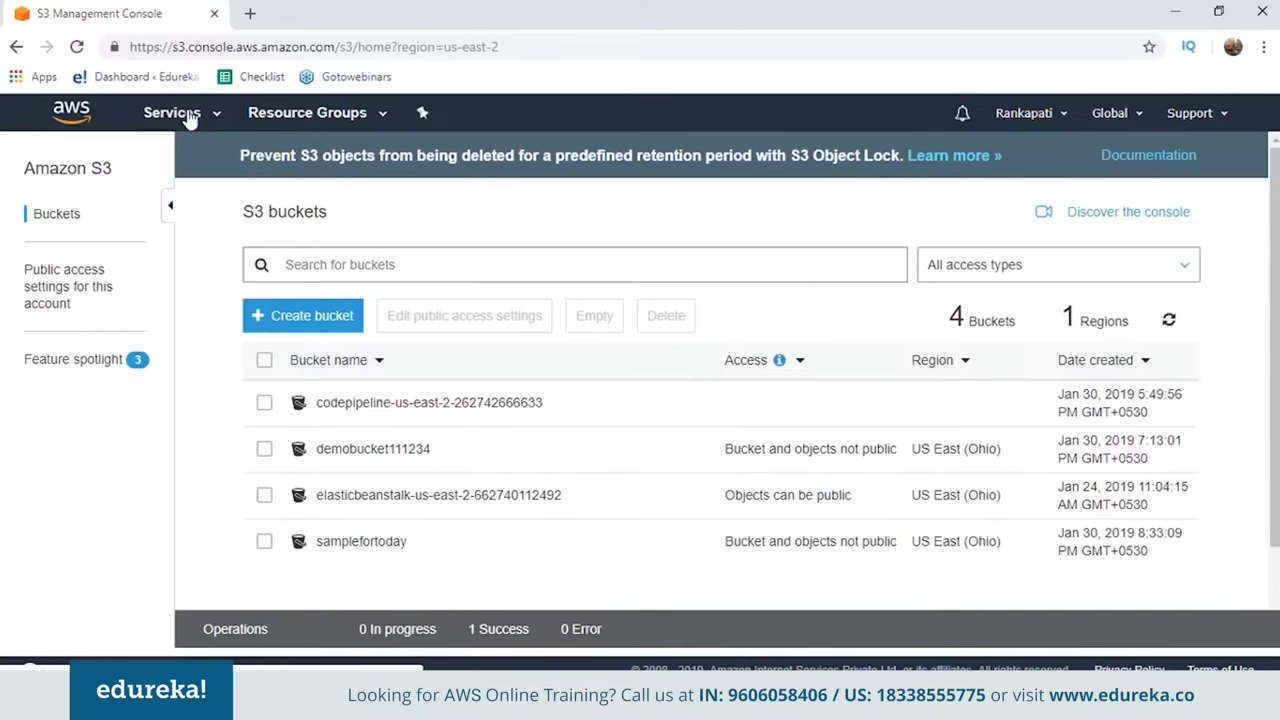 S3 Management Console
https://s3.console.aws.amazon.com/s3/home?region=us-east-2
IQ
Apps
e! Dashboard ‹ Edureka
Checklist
Gotowebinars
aws
Services
Resource Groups
Rankapati
Global
Support
Amazon S3
Buckets
Public access
settings for this
account
Feature spotlight 3
Prevent S3 objects from being deleted for a predefined retention period with S3 Object Lock. Learn more »
Documentation
S3 buckets
Discover the console
Search for buckets
All access types
+ Create bucket
Edit public access settings
Empty
Delete
4 Buckets
1 Regions
Bucket name
Access
Region
Date created
codepipeline-us-east-2-262742666633
Jan 30, 2019 5:49:56
PM GMT+0530
demobucket111234
Bucket and objects not public
US East (Ohio)
Jan 30, 2019 7:13:01
PM GMT+0530
elasticbeanstalk-us-east-2-662740112492
Objects can be public
US East (Ohio)
Jan 24, 2019 11:04:15
AM GMT+0530
samplefortoday
Bucket and objects not public
US East (Ohio)
Jan 30, 2019 8:33:09
PM GMT+0530
Operations
0 In progress
1 Success
0 Error
© 2008 - 2019, Amazon Internet Services Private Ltd. or its affiliates. All rights reserved.
Privacy Policy
Terms of Use
edureka!
Looking for AWS Online Training? Call us at IN: 9606058406 / US: 18338555775 or visit www.edureka.co